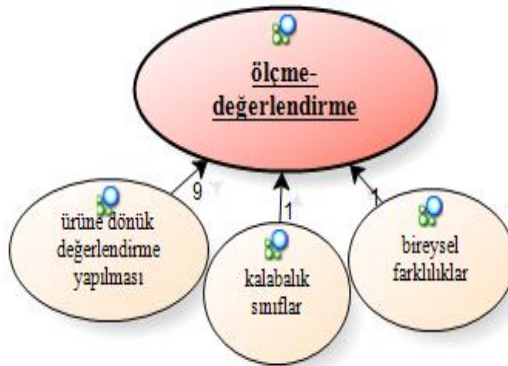 ölçme-
değerlendirme
9
1
1
ürüne dönük
değerlendirme
yapılması
kalabalık
sınıflar
bireysel
farklılıklar